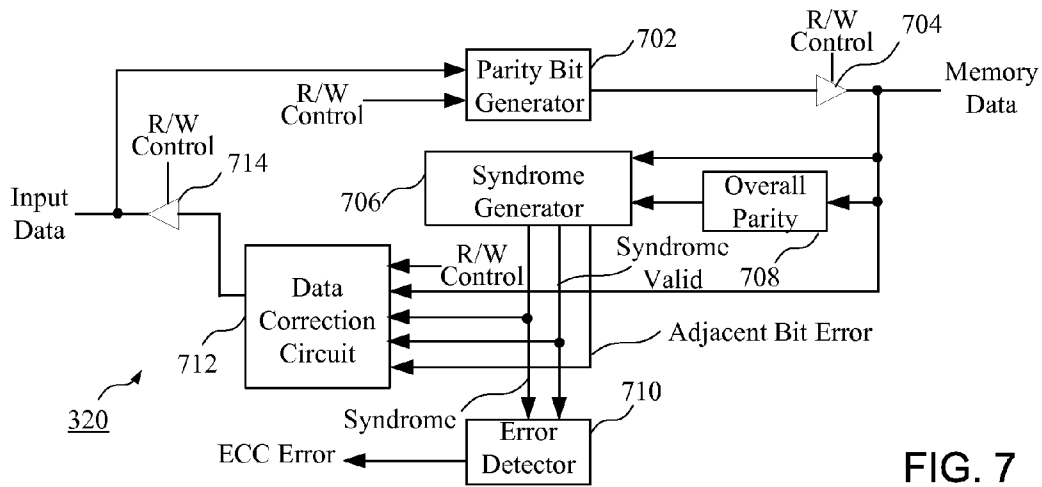 R/W
Control
704
702
Parity Bit
Generator
Memory
Data
R/W
Control
R/W
Control
714
706
Syndrome
Generator
Overall
Parity
Input
Data
708
R/W
Control
Syndrome
Valid
Data
Correction
Circuit
712
Adjacent Bit Error
320
Syndrome
710
Error
Detector
ECC Error
FIG. 7